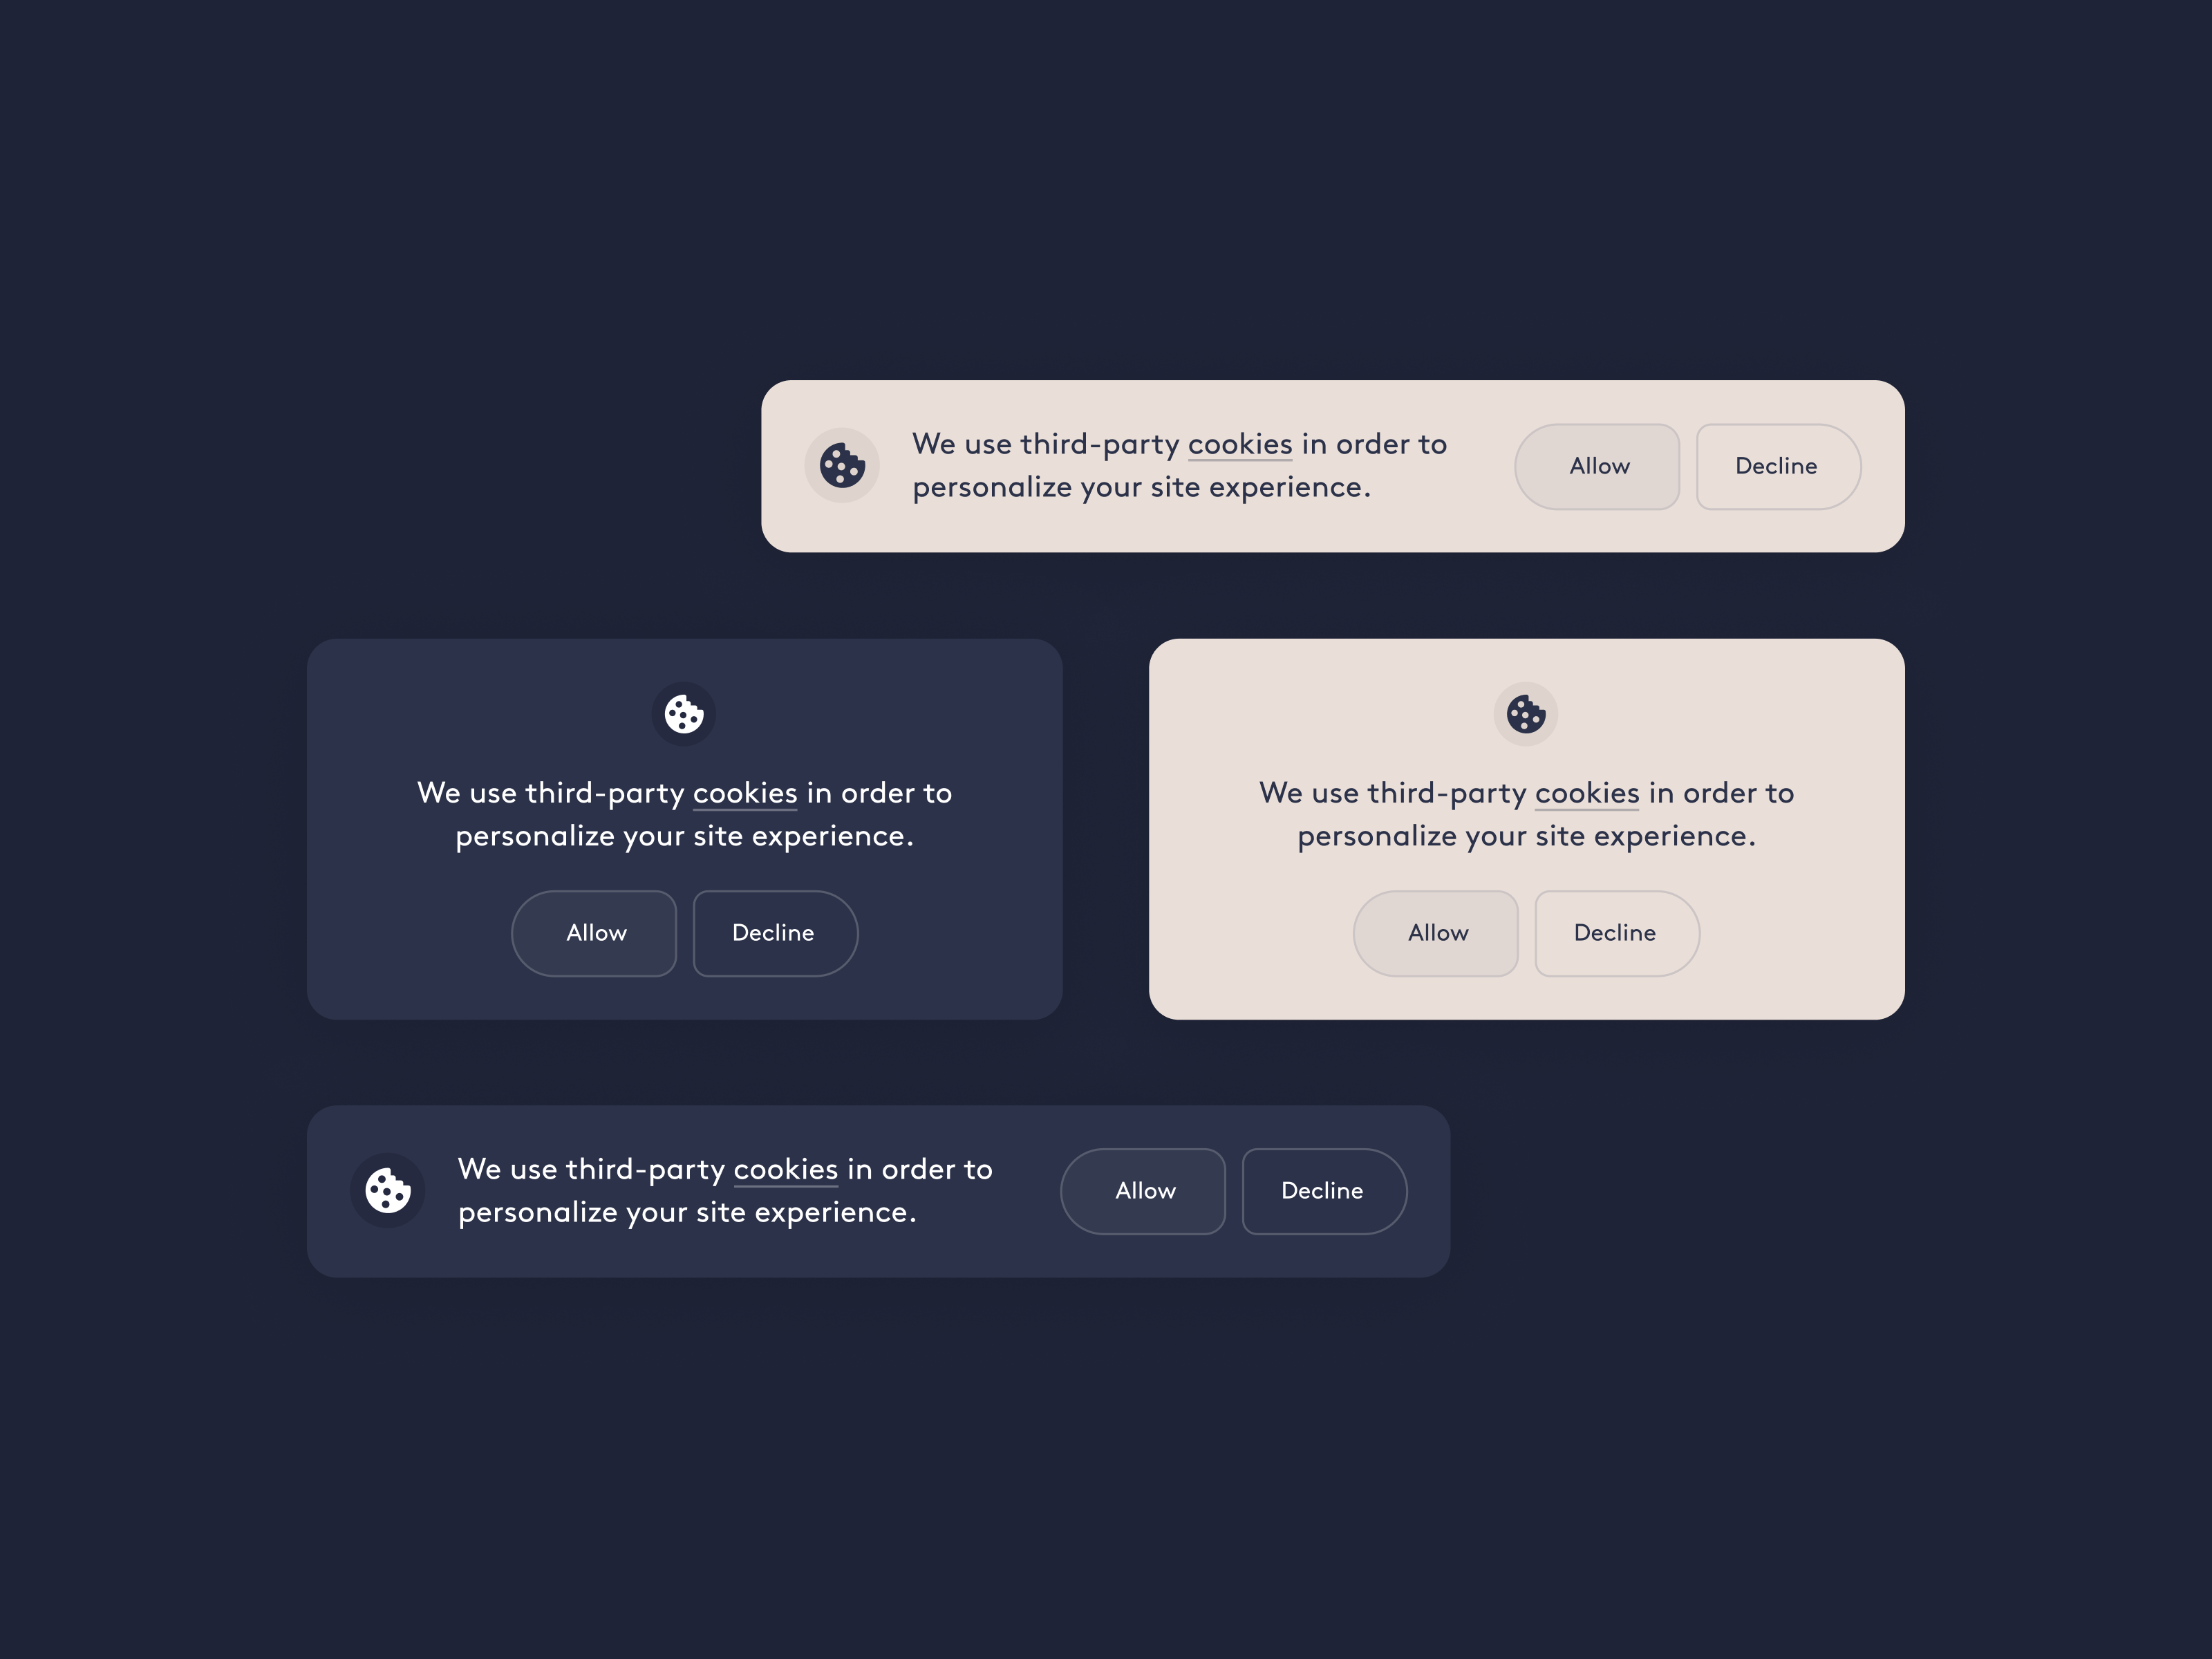 We use third-party cookies in order to
personalize your site experience.
Allow
Decline
We use third-party cookies in order to
personalize your site experience.
Allow
Decline
We use third-party cookies in order to
personalize your site experience.
Allow
Decline
We use third-party cookies in order to
personalize your site experience.
Allow
Decline